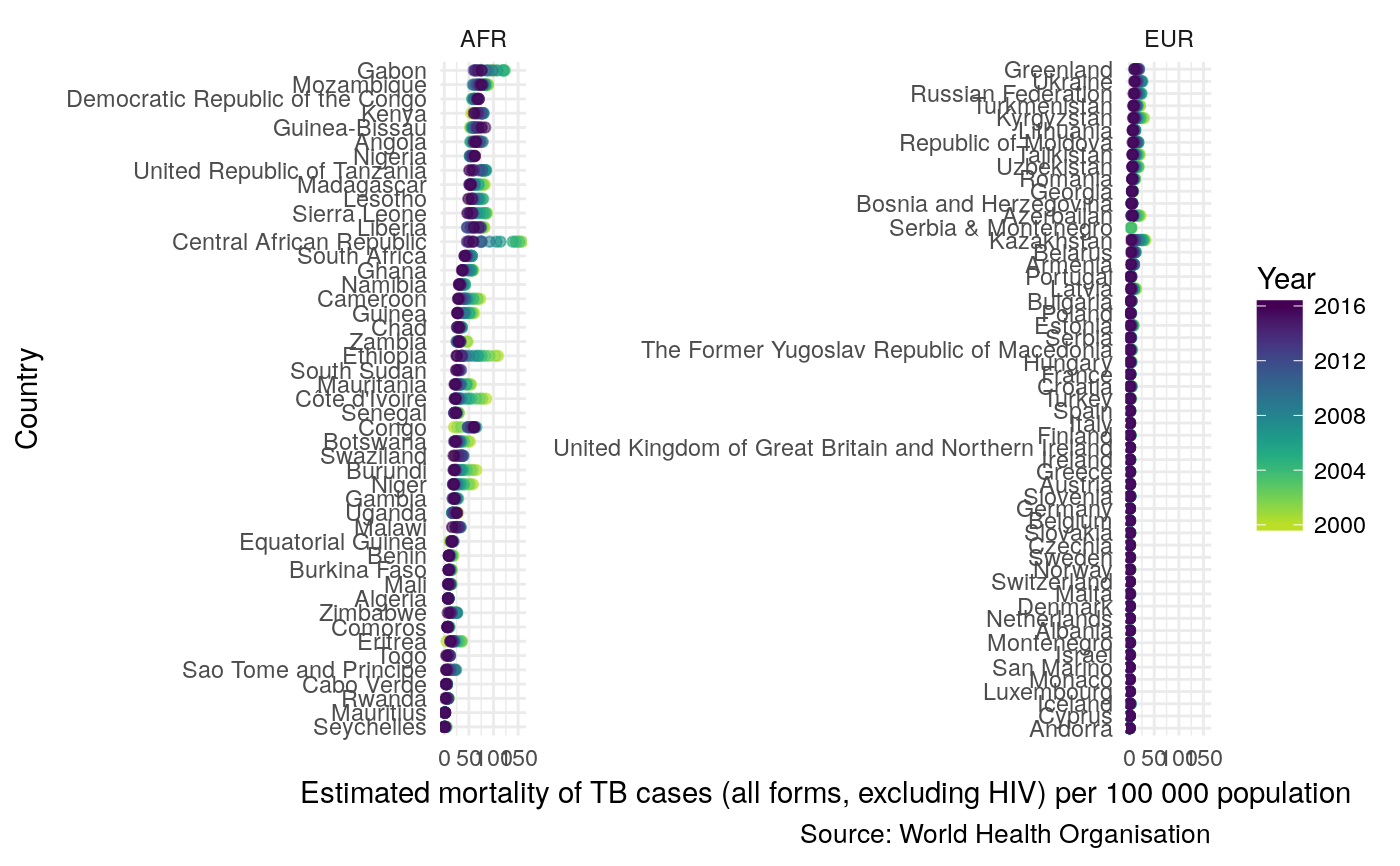 AFR
EUR
Gabon
Mozambique
Democratic Republic of the Congo
Kenya
Guinea-Bissau
Angola
Nigeria
United Republic of Tanzania
Madagascar
Lesotho
Sierra Leone
Liberia
Central African Republic
South Africa
Ghana
Namibia
Cameroon
Guinea
Chad
Zambia
Ethiopia
South Sudan
Mauritania
Côte d'Ivoire
Senegal
Congo
Botswana
Swaziland
Burundi
Niger
Gambia
Uganda
Malawi
Equatorial Guinea
Benin
Burkina Faso
Mali
Algeria
Zimbabwe
Comoros
Eritrea
Togo
Sao Tome and Principe
Cabo Verde
Rwanda
Mauritius
Seychelles
Greenland
Ukraine
Russian Federation
Turkmenistan
Kyrgyzstan
Lithuania
Republic of Moldova
Tajikistan
Uzbekistan
Romania
Georgia
Bosnia and Herzegovina
Azerbaijan
Serbia & Montenegro
Kazakhstan
Belarus
Armenia
Portugal
Latvia
Bulgaria
Poland
Estonia
Serbia
The Former Yugoslav Republic of Macedonia
Hungary
France
Croatia
Turkey
Spain
Italy
Finland
United Kingdom of Great Britain and Northern Ireland
Ireland
Greece
Austria
Slovenia
Germany
Belgium
Slovakia
Czechia
Sweden
Norway
Switzerland
Malta
Denmark
Netherlands
Albania
Montenegro
Israel
San Marino
Monaco
Luxembourg
Iceland
Cyprus
Andorra
0 50 100 150
0 50 100 150
Country
Estimated mortality of TB cases (all forms, excluding HIV) per 100 000 population
Source: World Health Organisation
Year
2016
2012
2008
2004
2000